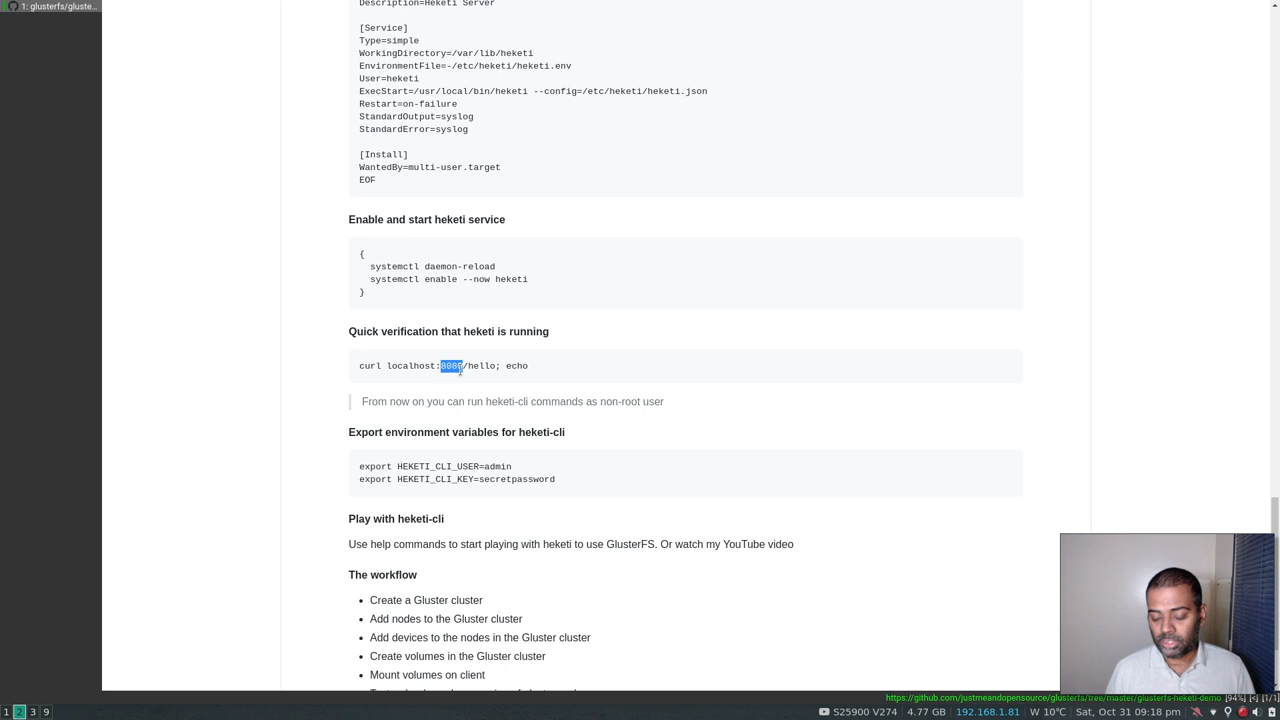 1: glusterfs/gluste...
Description=Heketi Server
[Service]
Type=simple
WorkingDirectory=/var/lib/heketi
EnvironmentFile=-/etc/heketi/heketi.env
User=heketi
ExecStart=/usr/local/bin/heketi --config=/etc/heketi/heketi.json
Restart=on-failure
StandardOutput=syslog
StandardError=syslog
[Install]
WantedBy=multi-user.target
EOF
Enable and start heketi service
{
systemctl daemon-reload
systemctl enable --now heketi
}
Quick verification that heketi is running
curl localhost:8080/hello; echo
From now on you can run heketi-cli commands as non-root user
Export environment variables for heketi-cli
export HEKETI_CLI_USER=admin
export HEKETI_CLI_KEY=secretpassword
Play with heketi-cli
Use help commands to start playing with heketi to use GlusterFS. Or watch my YouTube video
The workflow
• Create a Gluster cluster
• Add nodes to the Gluster cluster
• Add devices to the nodes in the Gluster cluster
• Create volumes in the Gluster cluster
• Mount volumes on client
https://github.com/justmeandopensource/glusterfs/tree/master/glusterfs-heketi-demo [94%] [<] [1/1]
1 2 3 9
S25900 V274 | 4.77 GB | 192.168.1.81 | W 10°C | Sat, Oct 31 09:18 pm |